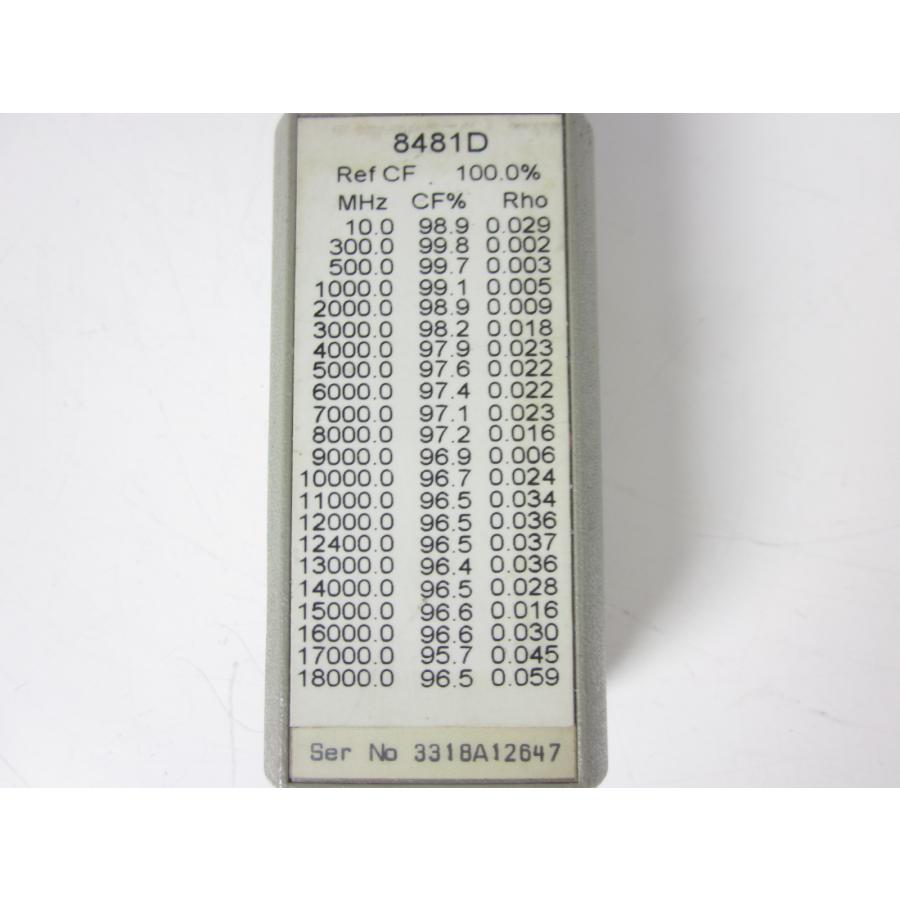 8481D
Ref CF 100.0%
MHz CF% Rho
10.0 98.9 0.029
300.0 99.8 0.002
500.0 99.7 0.003
1000.0 99.1 0.005
2000.0 98.9 0.009
3000.0 98.2 0.018
4000.0 97.9 0.023
5000.0 97.6 0.022
6000.0 97.4 0.022
7000.0 97.1 0.023
8000.0 97.2 0.016
9000.0 96.9 0.006
10000.0 96.7 0.024
11000.0 96.5 0.034
12000.0 96.5 0.036
12400.0 96.5 0.037
13000.0 96.4 0.036
14000.0 96.5 0.028
15000.0 96.6 0.016
16000.0 96.6 0.030
17000.0 95.7 0.045
18000.0 96.5 0.059
Ser No 3318A12647